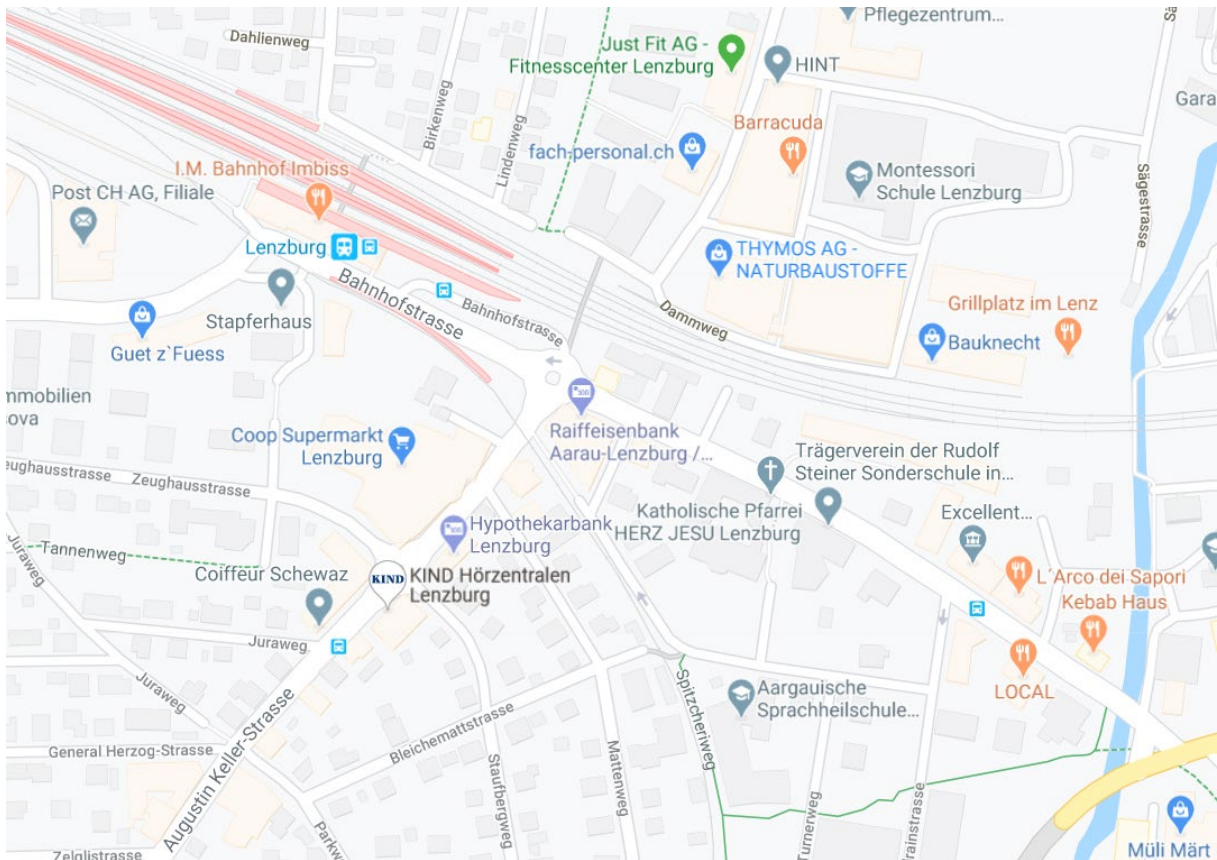 Pflegezentrum...
Dahlienweg
Just Fit AG -
Fitnesscenter Lenzburg
HINT
Gara
Birkenweg
Lindenweg
Barracuda
fach-personal.ch
I.M. Bahnhof Imbiss
Post CH AG, Filiale
Montessori
Schule Lenzburg
Sägestrasse
Lenzburg
THYMOS AG -
NATURBAUSTOFFE
Bahnhofstrasse
Bahnhofstrasse
Dammweg
Grillplatz im Lenz
Stapferhaus
Bauknecht
Guet z`Fuess
mmobilien
ova
Raiffeisenbank
Aarau-Lenzburg /...
Coop Supermarkt
Lenzburg
Trägerverein der Rudolf
Steiner Sonderschule in...
eughausstrasse
Zeughausstrasse
Katholische Pfarrei
HERZ JESU Lenzburg
Excellent...
Hypothekarbank
Lenzburg
Juraweg
Tannenweg
Coiffeur Schewaz
KIND
KIND Hörzentralen
Lenzburg
L´Arco dei Sapori
Kebab Haus
Juraweg
Juraweg
LOCAL
Spitzcheriweg
Aargauische
Sprachheilschule...
General Herzog-Strasse
Augustin Keller-Strasse
Bleichemattstrasse
Staufbergweg
Mattenweg
Turnerweg
rainstrasse
Parkw
Zelglistrasse
Müli Märt